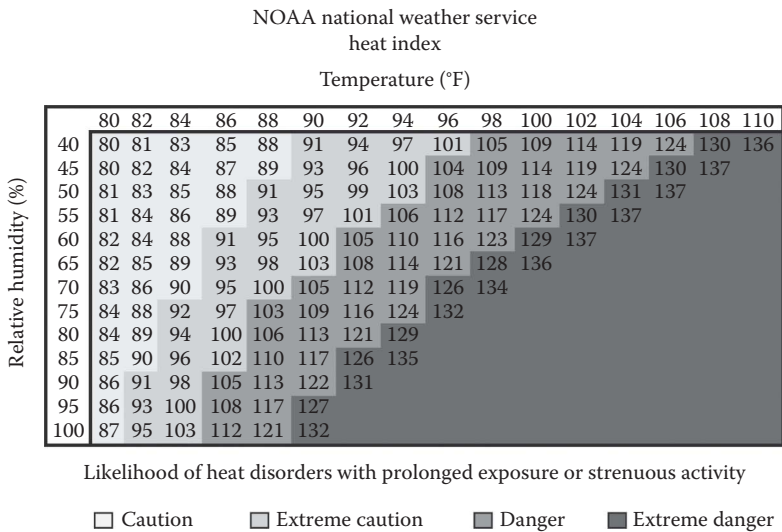 NOAA national weather service
heat index
Temperature (°F)
80 82 84 86 88 90 92 94 96 98 100 102 104 106 108 110
Relative humidity (%)
40 80 81 83 85 88 91 94 97 101 105 109 114 119 124 130 136
45 80 82 84 87 89 93 96 100 104 109 114 119 124 130 137
50 81 83 85 88 91 95 99 103 108 113 118 124 131 137
55 81 84 86 89 93 97 101 106 112 117 124 130 137
60 82 84 88 91 95 100 105 110 116 123 129 137
65 82 85 89 93 98 103 108 114 121 128 136
70 83 86 90 95 100 105 112 119 126 134
75 84 88 92 97 103 109 116 124 132
80 84 89 94 100 106 113 121 129
85 85 90 96 102 110 117 126 135
90 86 91 98 105 113 122 131
95 86 93 100 108 117 127
100 87 95 103 112 121 132
Likelihood of heat disorders with prolonged exposure or strenuous activity
Caution Extreme caution Danger Extreme danger